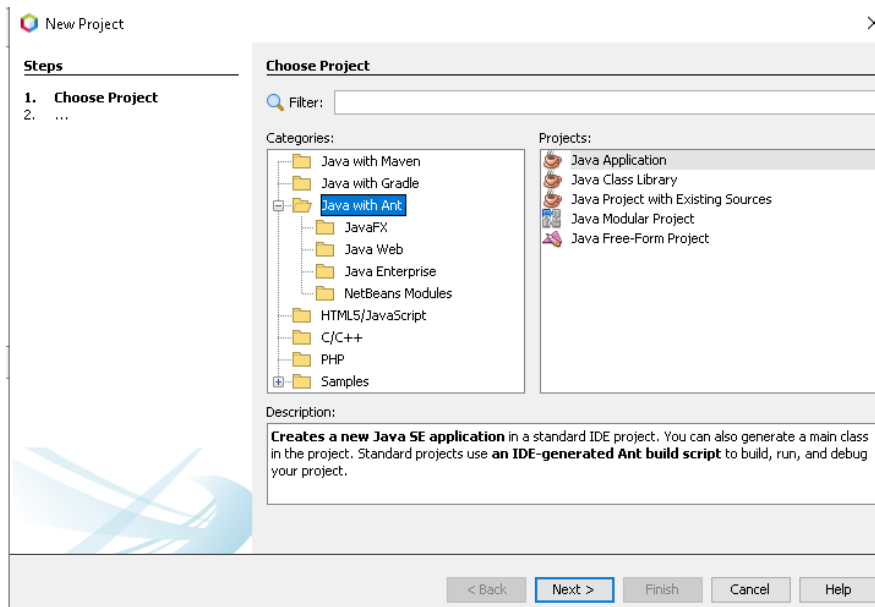 New Project
Steps
1. Choose Project
2. ...
Choose Project
Filter:
Categories:
Java with Maven
Java with Gradle
Java with Ant
JavaFX
Java Web
Java Enterprise
NetBeans Modules
HTML5/JavaScript
C/C++
PHP
Samples
Projects:
Java Application
Java Class Library
Java Project with Existing Sources
Java Modular Project
Java Free-Form Project
Description:
Creates a new Java SE application in a standard IDE project. You can also generate a main class
in the project. Standard projects use an IDE-generated Ant build script to build, run, and debug
your project.
< Back
Next >
Finish
Cancel
Help